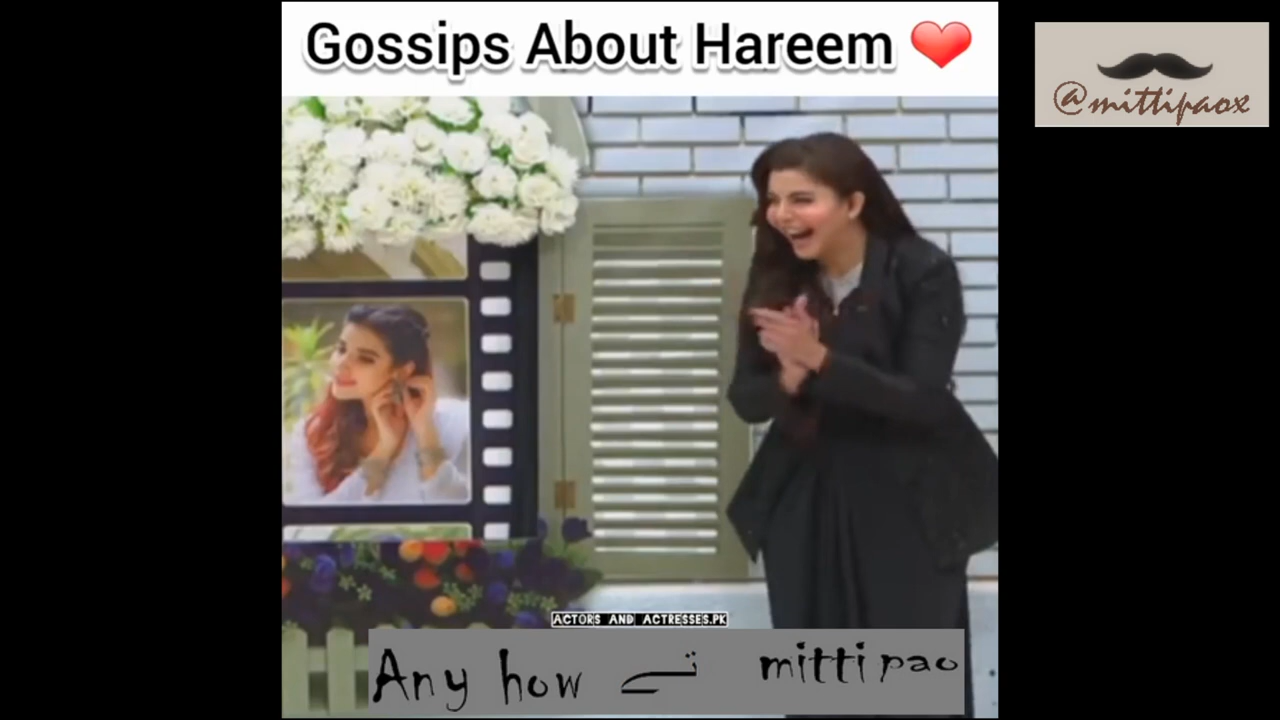 Gossips About Hareem ❤
@mittipaox
ACTORS AND ACTRESSES.PK
Any how تے mitti pao